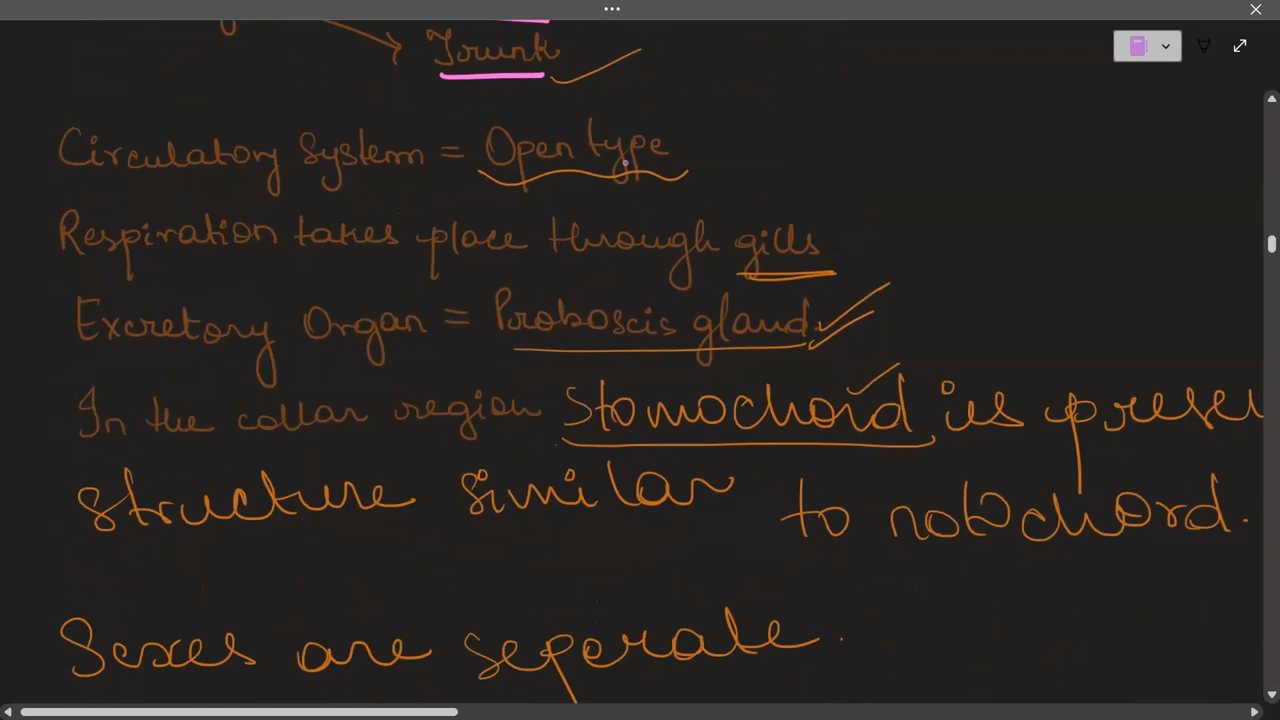 Trunk
Circulatory System = Open type
Respiration takes place through gills
Excretory Organ = Proboscis gland.
In the collar region Stomochord is presen
structure similar to notochord.
Sexes are seperate.